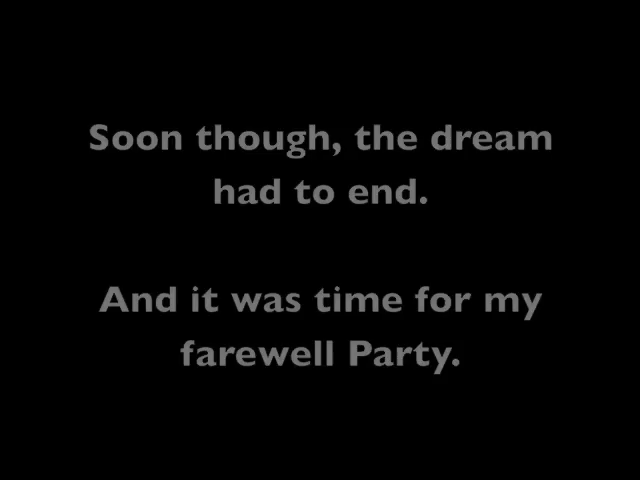 Soon though, the dream
had to end.
And it was time for my
farewell Party.